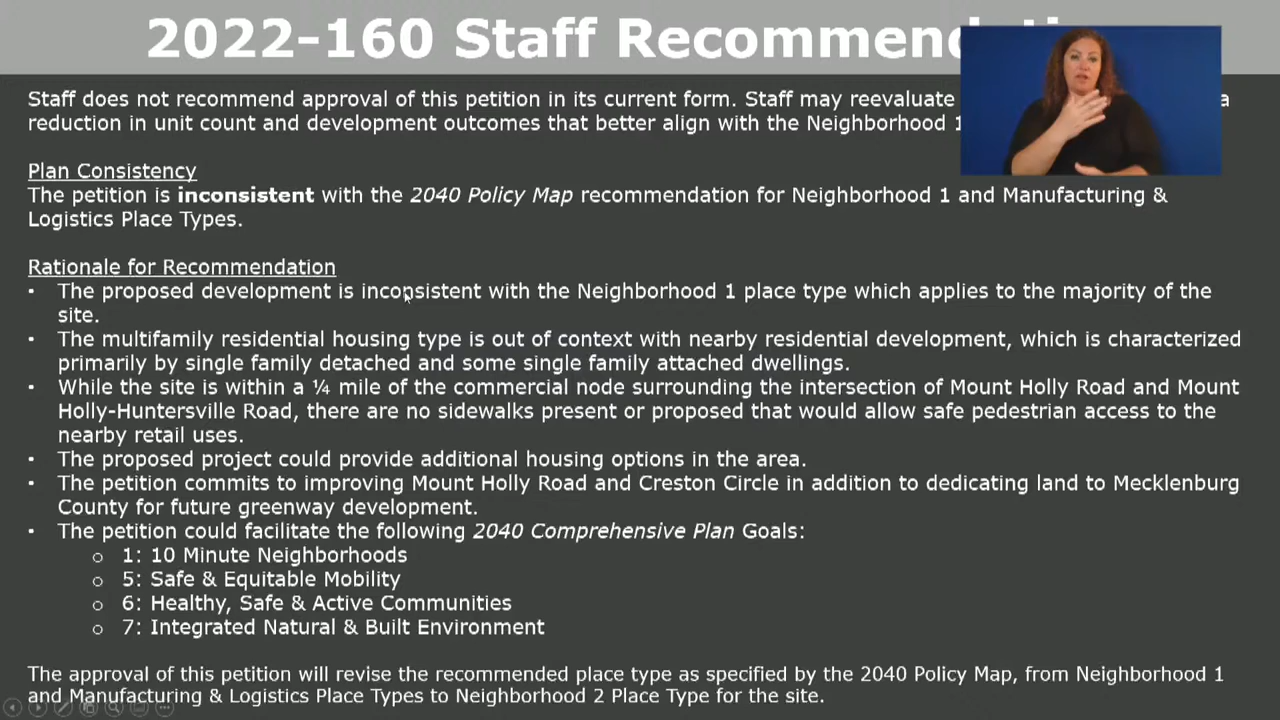 2022-160 Staff Recommendati
Staff does not recommend approval of this petition in its current form. Staff may reevaluate a
reduction in unit count and development outcomes that better align with the Neighborhood 1
Plan Consistency
The petition is inconsistent with the 2040 Policy Map recommendation for Neighborhood 1 and Manufacturing &
Logistics Place Types.
Rationale for Recommendation
• The proposed development is inconsistent with the Neighborhood 1 place type which applies to the majority of the
site.
• The multifamily residential housing type is out of context with nearby residential development, which is characterized
primarily by single family detached and some single family attached dwellings.
• While the site is within a ¼ mile of the commercial node surrounding the intersection of Mount Holly Road and Mount
Holly-Huntersville Road, there are no sidewalks present or proposed that would allow safe pedestrian access to the
nearby retail uses.
• The proposed project could provide additional housing options in the area.
• The petition commits to improving Mount Holly Road and Creston Circle in addition to dedicating land to Mecklenburg
County for future greenway development.
• The petition could facilitate the following 2040 Comprehensive Plan Goals:
o 1: 10 Minute Neighborhoods
o 5: Safe & Equitable Mobility
o 6: Healthy, Safe & Active Communities
o 7: Integrated Natural & Built Environment
The approval of this petition will revise the recommended place type as specified by the 2040 Policy Map, from Neighborhood 1
and Manufacturing & Logistics Place Types to Neighborhood 2 Place Type for the site.